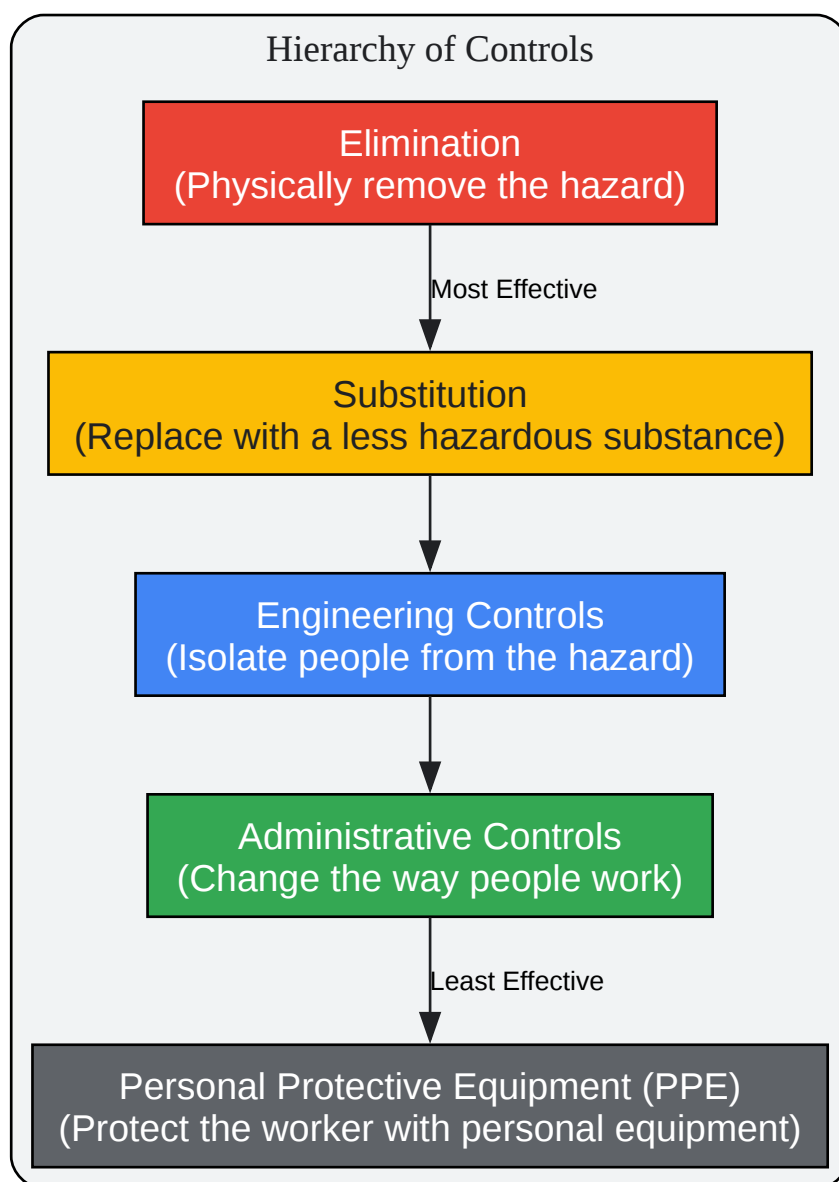 Hierarchy of Controls
Elimination
(Physically remove the hazard)
Most Effective
Substitution
(Replace with a less hazardous substance)
Engineering Controls
(Isolate people from the hazard)
Administrative Controls
(Change the way people work)
Least Effective
Personal Protective Equipment (PPE)
(Protect the worker with personal equipment)